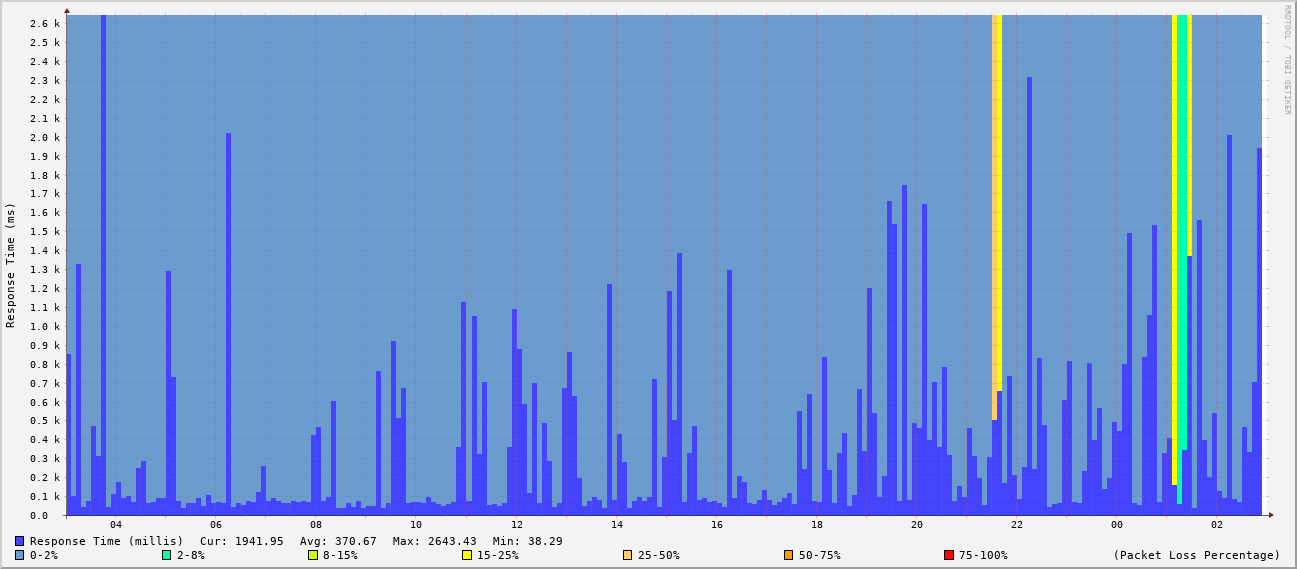 RRDTOOL / TOBI OETIKER
Response Time (ms)
2.6 k
2.5 k
2.4 k
2.3 k
2.2 k
2.1 k
2.0 k
1.9 k
1.8 k
1.7 k
1.6 k
1.5 k
1.4 k
1.3 k
1.2 k
1.1 k
1.0 k
0.9 k
0.8 k
0.7 k
0.6 k
0.5 k
0.4 k
0.3 k
0.2 k
0.1 k
0.0
04 06 08 10 12 14 16 18 20 22 00 02
Response Time (millis) Cur: 1941.95 Avg: 370.67 Max: 2643.43 Min: 38.29
0-2% 2-8% 8-15% 15-25% 25-50% 50-75% 75-100% (Packet Loss Percentage)